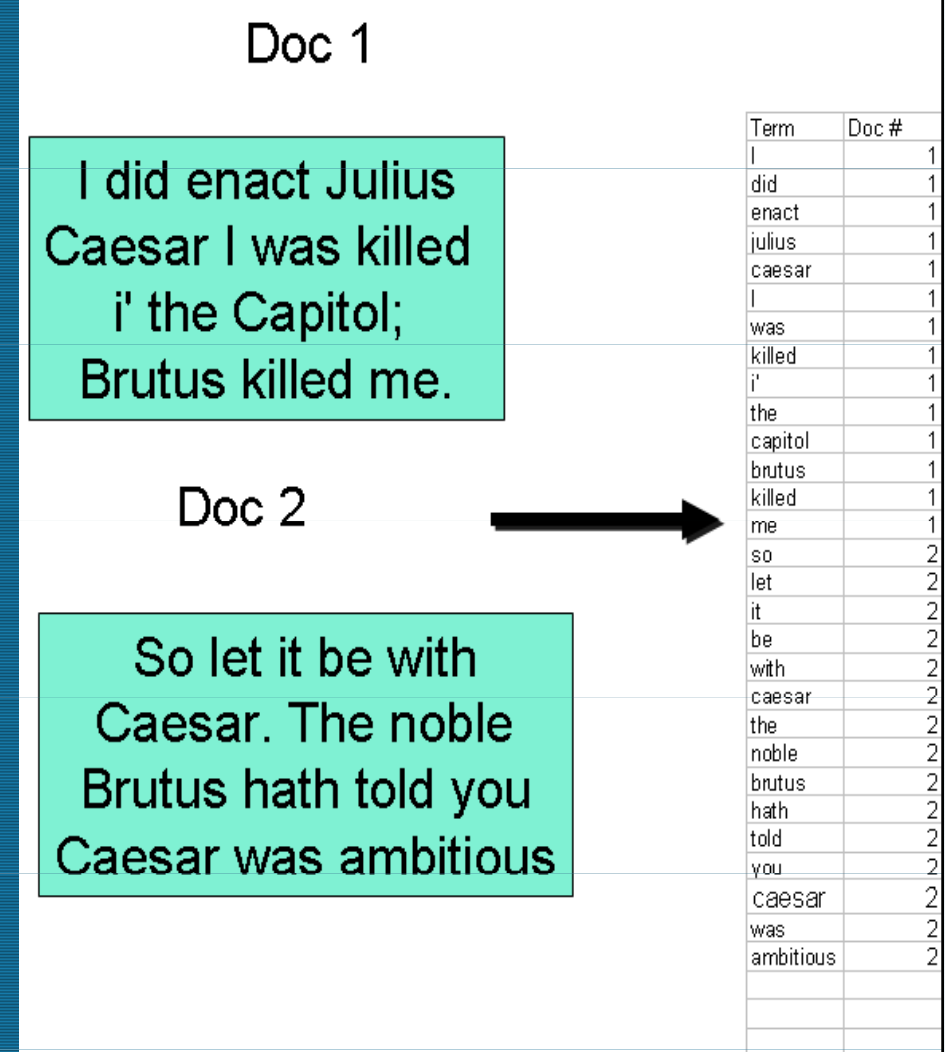 Doc 1
I did enact Julius
Caesar I was killed
i' the Capitol;
Brutus killed me.
Doc 2
So let it be with
Caesar. The noble
Brutus hath told you
Caesar was ambitious
Term Doc #
I 1
did 1
enact 1
julius 1
caesar 1
I 1
was 1
killed 1
i' 1
the 1
capitol 1
brutus 1
killed 1
me 1
so 2
let 2
it 2
be 2
with 2
caesar 2
the 2
noble 2
brutus 2
hath 2
told 2
you 2
caesar 2
was 2
ambitious 2